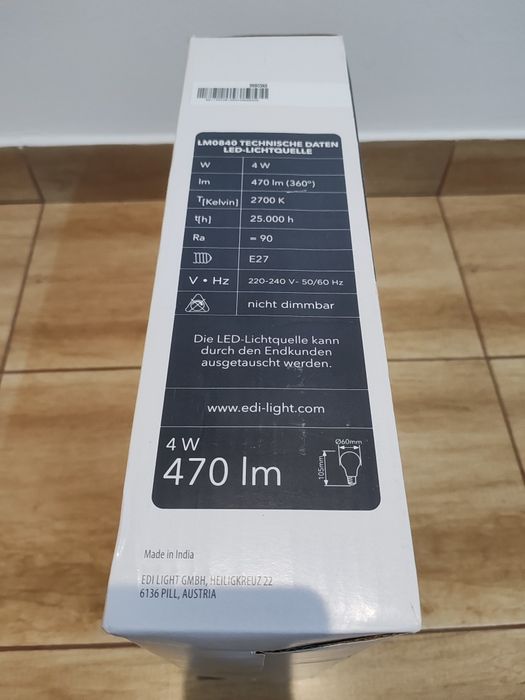 LM0840 TECHNISCHE DATEN
LED-LICHTQUELLE
W 4 W
lm 470 lm (360°)
T[Kelvin] 2700 K
t[h] 25.000 h
Ra = 90
E27
V • Hz 220-240 V~ 50/60 Hz
nicht dimmbar
Die LED-Lichtquelle kann
durch den Endkunden
ausgetauscht werden.
www.edi-light.com
4 W
470 lm
Ø60mm
105mm
Made in India
EDI LIGHT GMBH, HEILIGKREUZ 22
6136 PILL, AUSTRIA